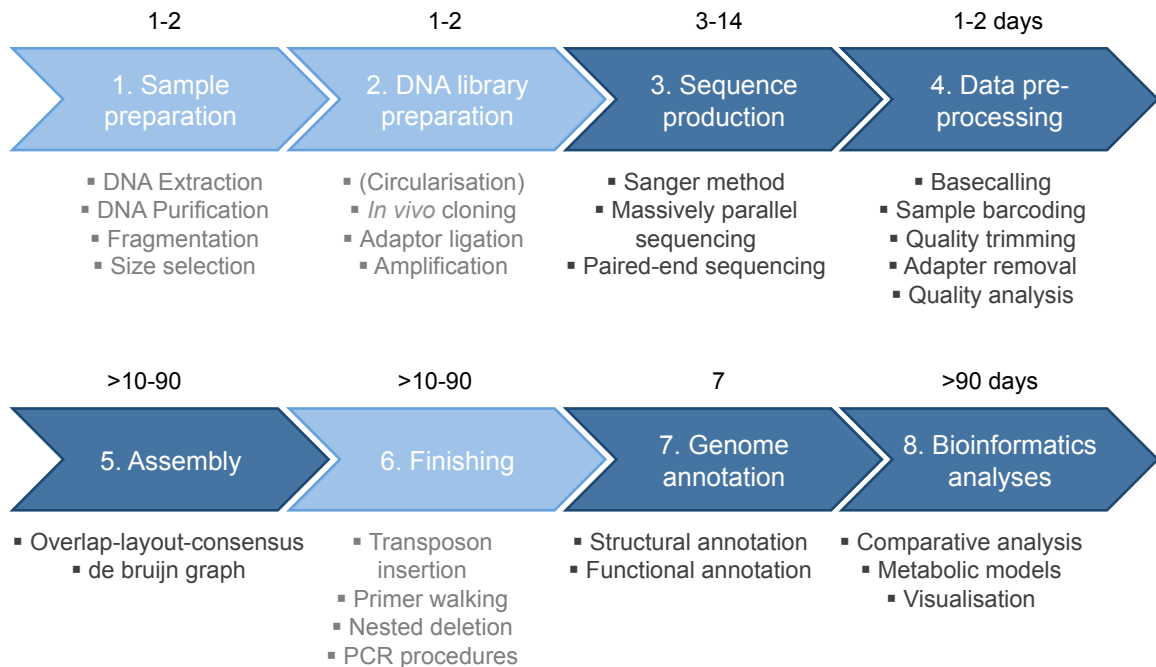 1-2
1-2
3-14
1-2 days
1. Sample
preparation
2. DNA library
preparation
3. Sequence
production
4. Data pre-
processing
▪ DNA Extraction
▪ DNA Purification
▪ Fragmentation
▪ Size selection
▪ (Circularisation)
▪ In vivo cloning
▪ Adaptor ligation
▪ Amplification
▪ Sanger method
▪ Massively parallel
sequencing
▪ Paired-end sequencing
▪ Basecalling
▪ Sample barcoding
▪ Quality trimming
▪ Adapter removal
▪ Quality analysis
>10-90
>10-90
7
>90 days
5. Assembly
6. Finishing
7. Genome
annotation
8. Bioinformatics
analyses
▪ Overlap-layout-consensus
▪ de bruijn graph
▪ Transposon
insertion
▪ Primer walking
▪ Nested deletion
▪ PCR procedures
▪ Structural annotation
▪ Functional annotation
▪ Comparative analysis
▪ Metabolic models
▪ Visualisation